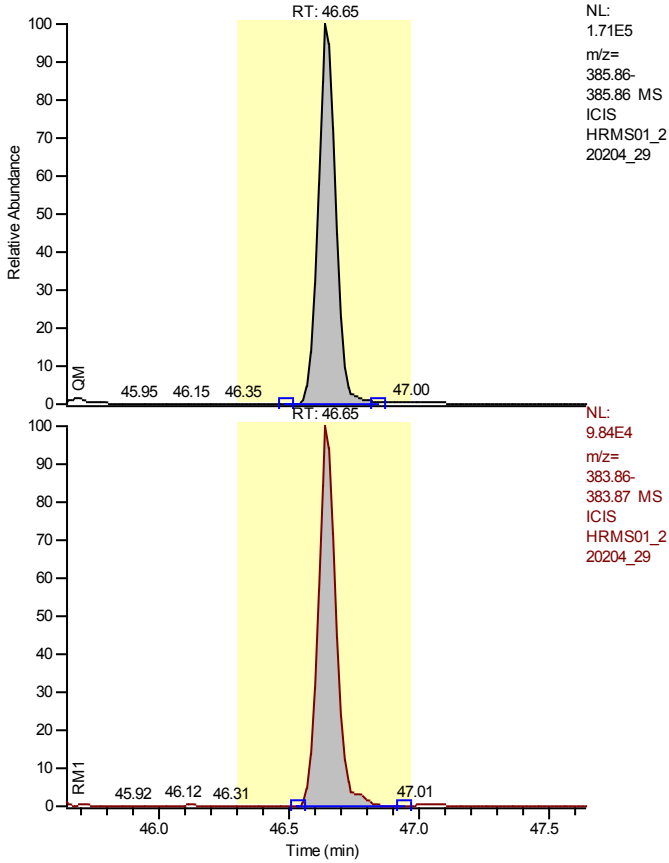 RT: 46.65
NL:
1.71E5
m/z=
385.86-
385.86 MS
ICIS
HRMS01_2
20204_29
100
90
80
70
60
50
40
30
20
10
0
Relative Abundance
QM
45.95
46.15
46.35
47.00
RT: 46.65
NL:
9.84E4
m/z=
383.86-
383.87 MS
ICIS
HRMS01_2
20204_29
100
90
80
70
60
50
40
30
20
10
0
RM1
45.92
46.12
46.31
47.01
46.0
46.5
47.0
47.5
Time (min)